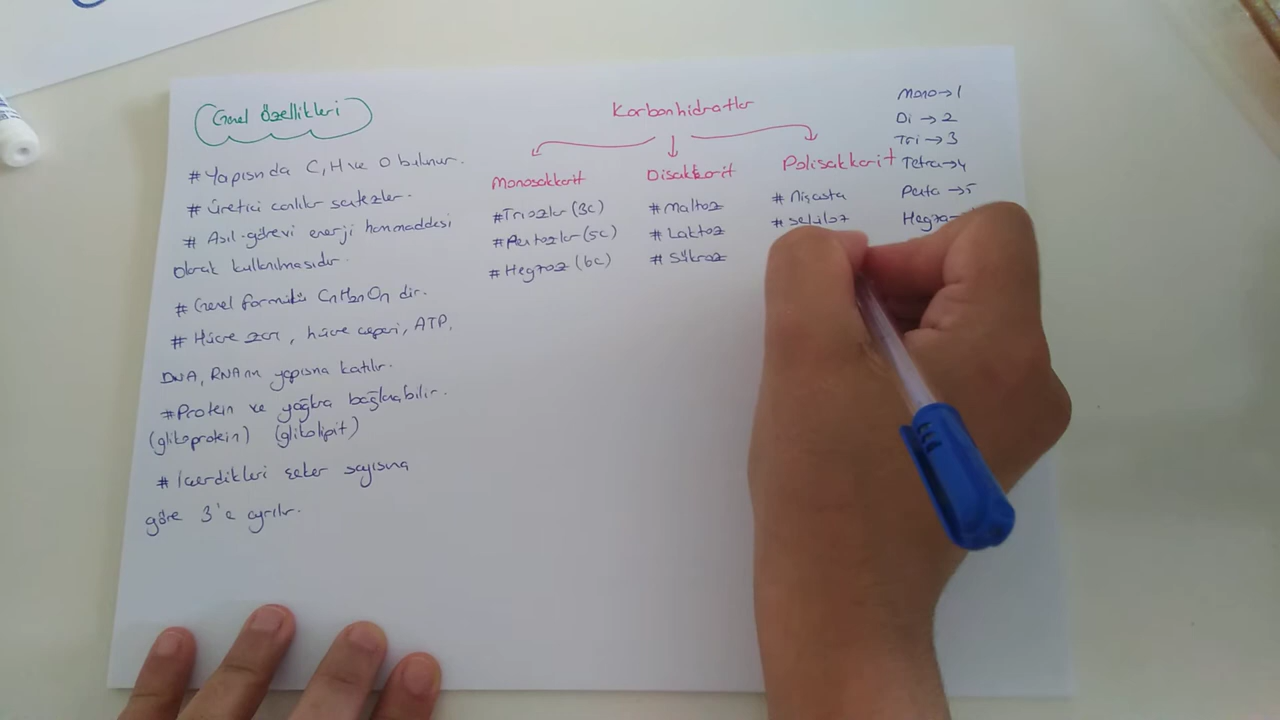 Genel Özellikleri
# Yapısında C, H ve O bulunur.
# Üretici canlılar sentezler.
# Asıl görevi enerji hammaddesi
olarak kullanılmasıdır.
# Genel formülü CnH2nOn dir.
# Hücre zarı, hücre çeperi, ATP,
DNA, RNA nın yapısına katılır.
# Protein ve yağlara bağlanabilir.
(glikoprotein) (glikolipit)
# İçerdikleri şeker sayısına
göre 3'e ayrılır.
Karbonhidratlar
Monosakkarit
# Triozlar (3C)
# Pentozlar (5C)
# Hegzoz (6C)
Disakkarit
# Maltoz
# Laktoz
# Sükroz
Polisakkarit
# Nişasta
# Selüloz
Mono→1
Di→2
Tri→3
Tetra→4
Penta→5
Hegza→